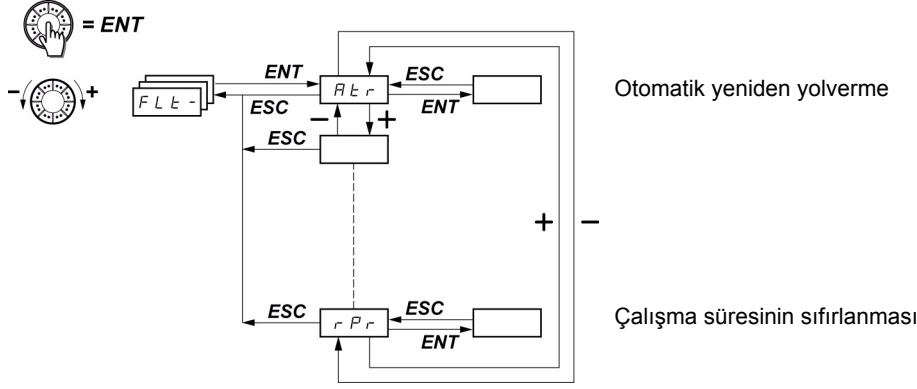 = ENT
- +
FLt-
ENT
ESC
Atr
ESC
ENT
Otomatik yeniden yolverme
- +
ESC
+ -
ESC
rPr
ESC
ENT
Çalışma süresinin sıfırlanması